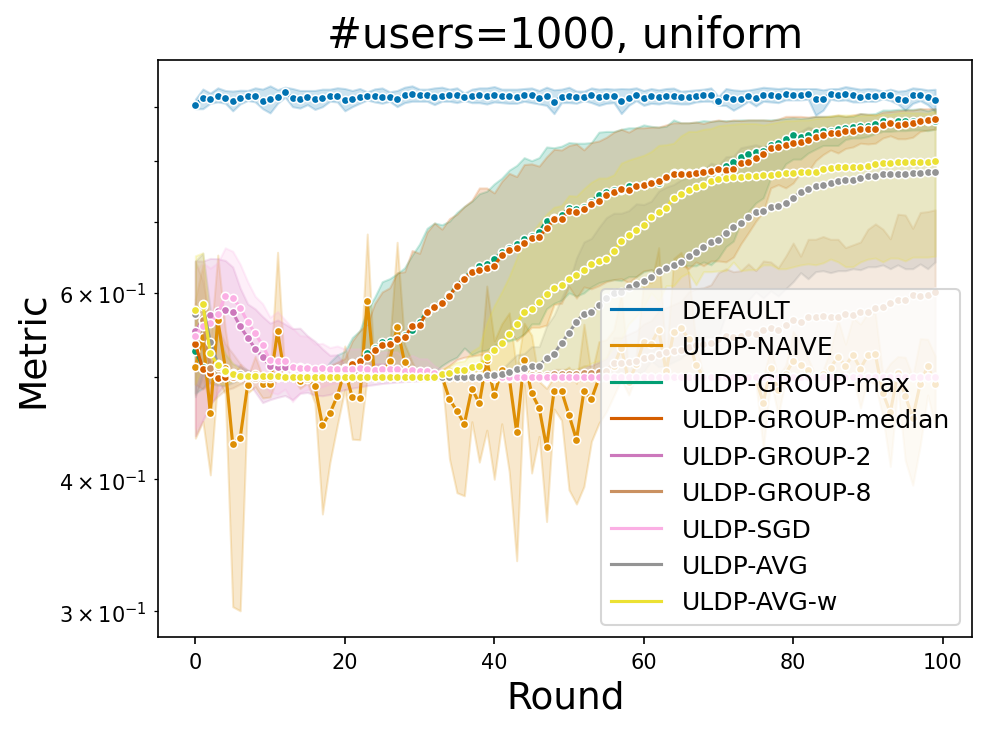 #users=1000, uniform
Metric
6 × 10⁻¹
4 × 10⁻¹
3 × 10⁻¹
DEFAULT
ULDP-NAIVE
ULDP-GROUP-max
ULDP-GROUP-median
ULDP-GROUP-2
ULDP-GROUP-8
ULDP-SGD
ULDP-AVG
ULDP-AVG-w
0 20 40 60 80 100
Round